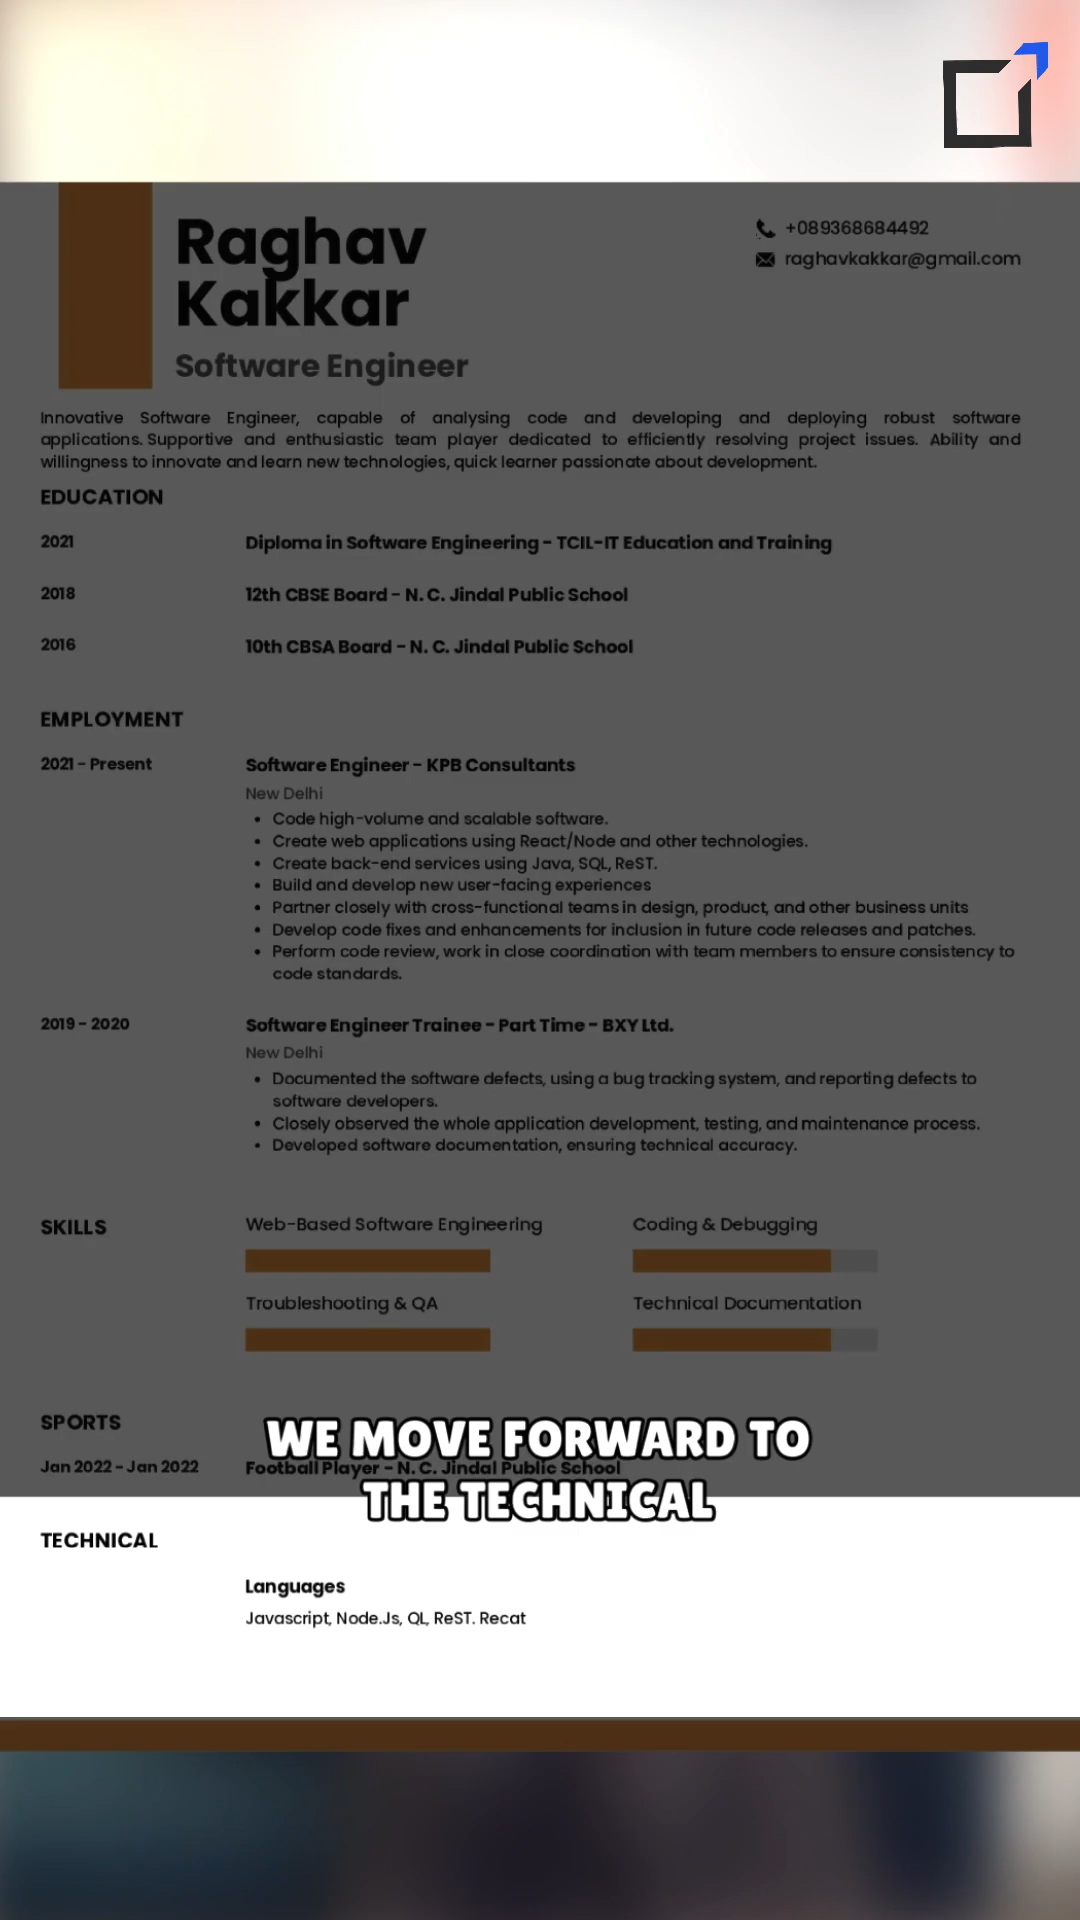 Raghav
Kakkar
Software Engineer
+089368684492
raghavkakkar@gmail.com
Innovative Software Engineer, capable of analysing code and developing and deploying robust software
applications. Supportive and enthusiastic team player dedicated to efficiently resolving project issues. Ability and
willingness to innovate and learn new technologies, quick learner passionate about development.
EDUCATION
2021 Diploma in Software Engineering - TCIL-IT Education and Training
2018 12th CBSE Board - N. C. Jindal Public School
2016 10th CBSA Board - N. C. Jindal Public School
EMPLOYMENT
2021 - Present Software Engineer - KPB Consultants
New Delhi
• Code high-volume and scalable software.
• Create web applications using React/Node and other technologies.
• Create back-end services using Java, SQL, ReST.
• Build and develop new user-facing experiences
• Partner closely with cross-functional teams in design, product, and other business units
• Develop code fixes and enhancements for inclusion in future code releases and patches.
• Perform code review, work in close coordination with team members to ensure consistency to
code standards.
2019 - 2020 Software Engineer Trainee - Part Time - BXY Ltd.
New Delhi
• Documented the software defects, using a bug tracking system, and reporting defects to
software developers.
• Closely observed the whole application development, testing, and maintenance process.
• Developed software documentation, ensuring technical accuracy.
SKILLS
Web-Based Software Engineering Coding & Debugging
Troubleshooting & QA Technical Documentation
SPORTS
WE MOVE FORWARD TO
Jan 2022 - Jan 2022 Football Player - N. C. Jindal Public School
THE TECHNICAL
TECHNICAL
Languages
Javascript, Node.Js, QL, ReST. Recat